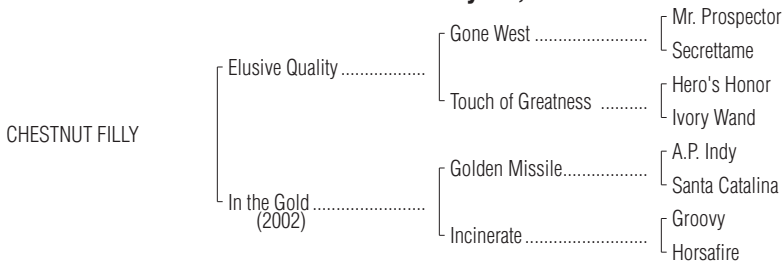 Mr. Prospector
Gone West ....................
Secrettame
Elusive Quality ..................
Hero's Honor
Touch of Greatness ..........
Ivory Wand
CHESTNUT FILLY
A.P. Indy
Golden Missile..................
Santa Catalina
In the Gold ........................
(2002)
Groovy
Incinerate ..........................
Horsafire